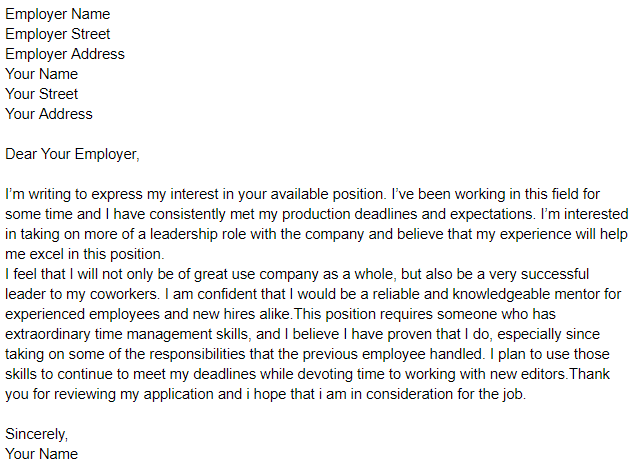 Employer Name
Employer Street
Employer Address
Your Name
Your Street
Your Address
Dear Your Employer,
I’m writing to express my interest in your available position. I’ve been working in this field for
some time and I have consistently met my production deadlines and expectations. I’m interested
in taking on more of a leadership role with the company and believe that my experience will help
me excel in this position.
I feel that I will not only be of great use company as a whole, but also be a very successful
leader to my coworkers. I am confident that I would be a reliable and knowledgeable mentor for
experienced employees and new hires alike.This position requires someone who has
extraordinary time management skills, and I believe I have proven that I do, especially since
taking on some of the responsibilities that the previous employee handled. I plan to use those
skills to continue to meet my deadlines while devoting time to working with new editors.Thank
you for reviewing my application and i hope that i am in consideration for the job.
Sincerely,
Your Name